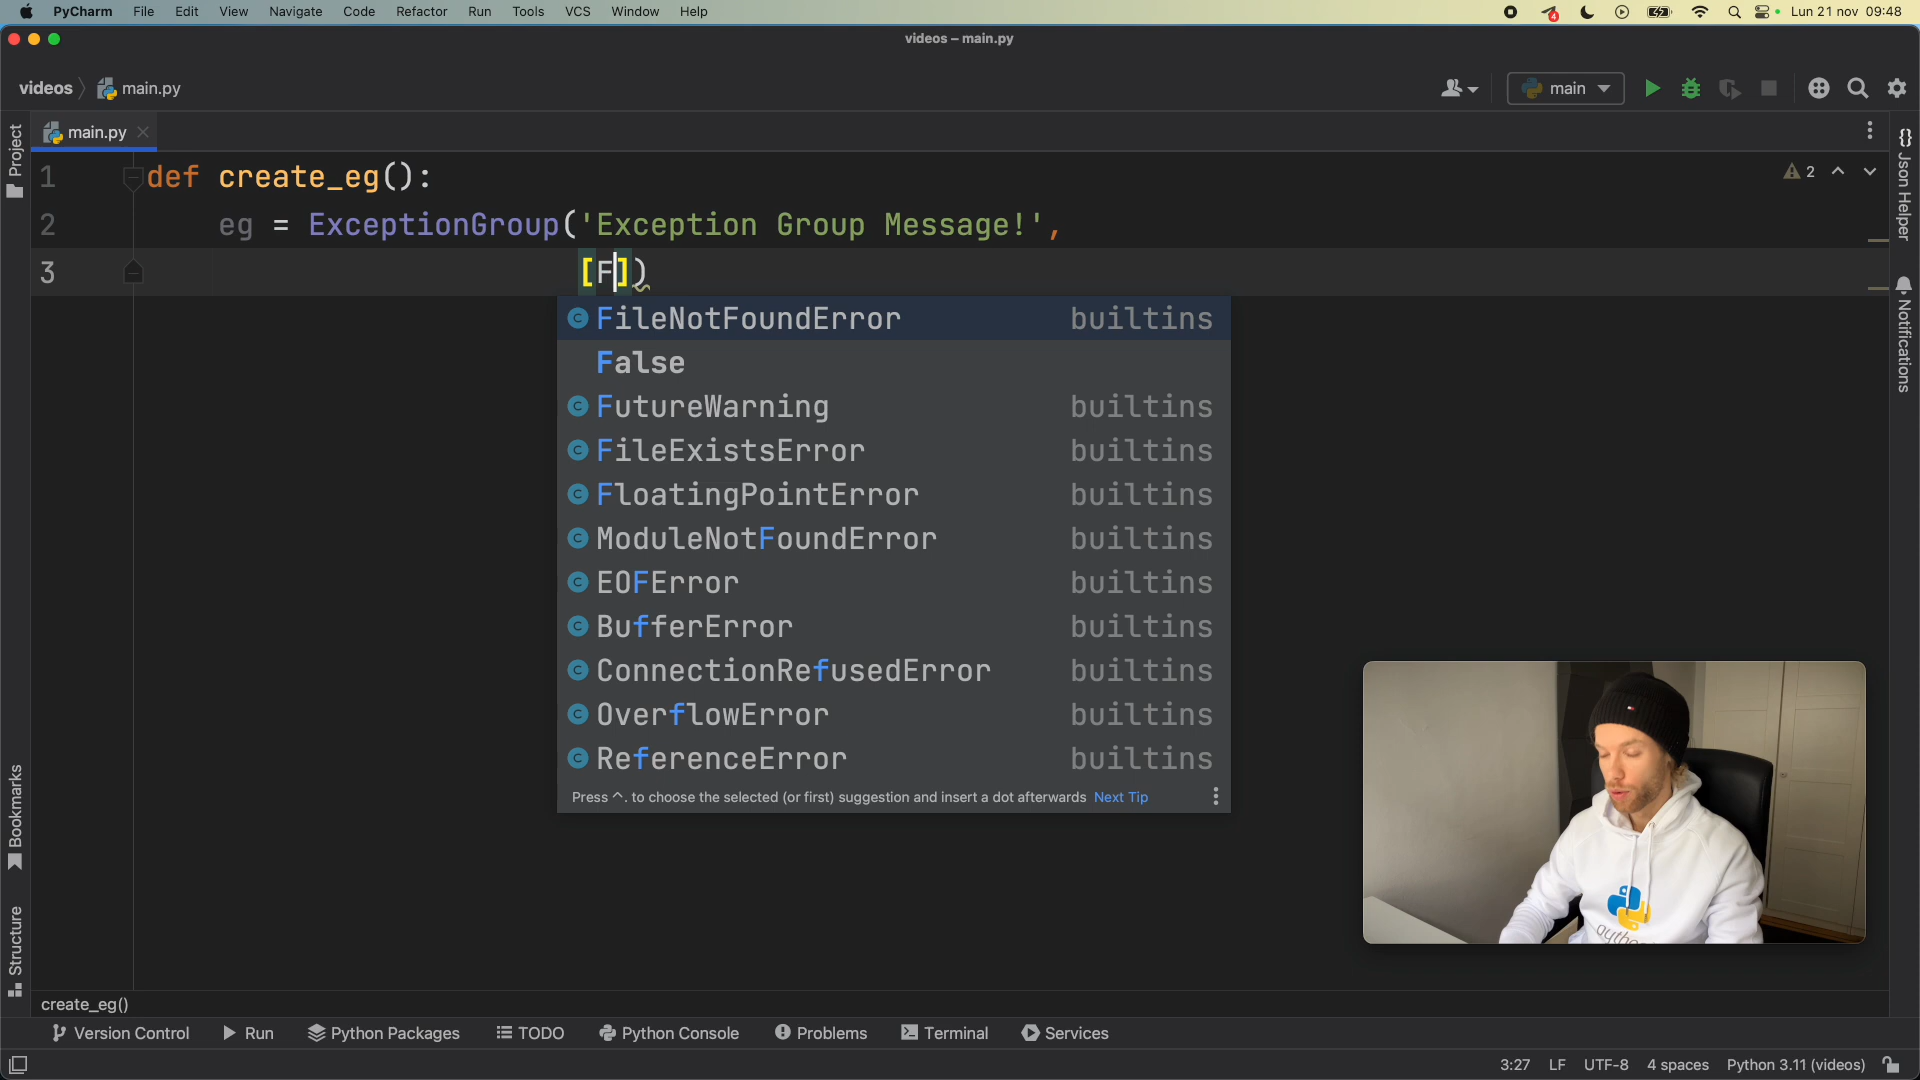 PyCharm File Edit View Navigate Code Refactor Run Tools VCS Window Help
4 Lun 21 nov 09:48
videos – main.py
videos main.py
main
Project
main.py
{} Json Helper
Notifications
2
1 def create_eg():
2 eg = ExceptionGroup('Exception Group Message!',
3 [F])
FileNotFoundError builtins
False
FutureWarning builtins
FileExistsError builtins
FloatingPointError builtins
ModuleNotFoundError builtins
EOFError builtins
BufferError builtins
ConnectionRefusedError builtins
OverflowError builtins
ReferenceError builtins
Press ^. to choose the selected (or first) suggestion and insert a dot afterwards Next Tip
Bookmarks
Structure
create_eg()
Version Control Run Python Packages TODO Python Console Problems Terminal Services
3:27 LF UTF-8 4 spaces Python 3.11 (videos)